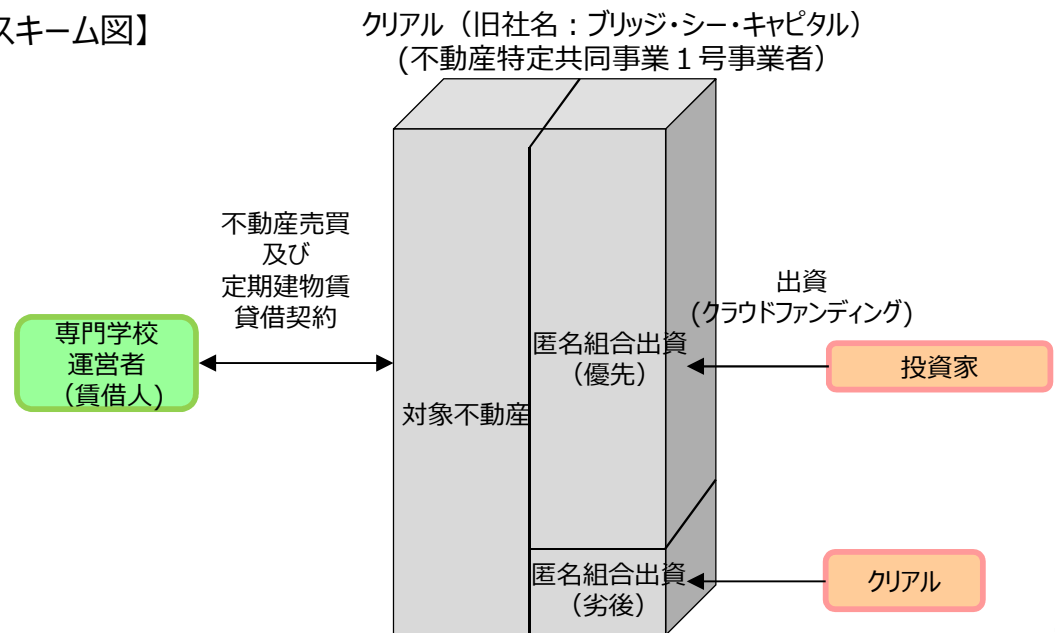 スキーム図】
クリアル（旧社名：ブリッジ・シー・キャピタル）
(不動産特定共同事業１号事業者）
不動産売買
及び
定期建物賃
貸借契約
専門学校
運営者
（賃借人)
対象不動産
匿名組合出資
（優先）
出資
(クラウドファンディング)
投資家
匿名組合出資
（劣後）
クリアル